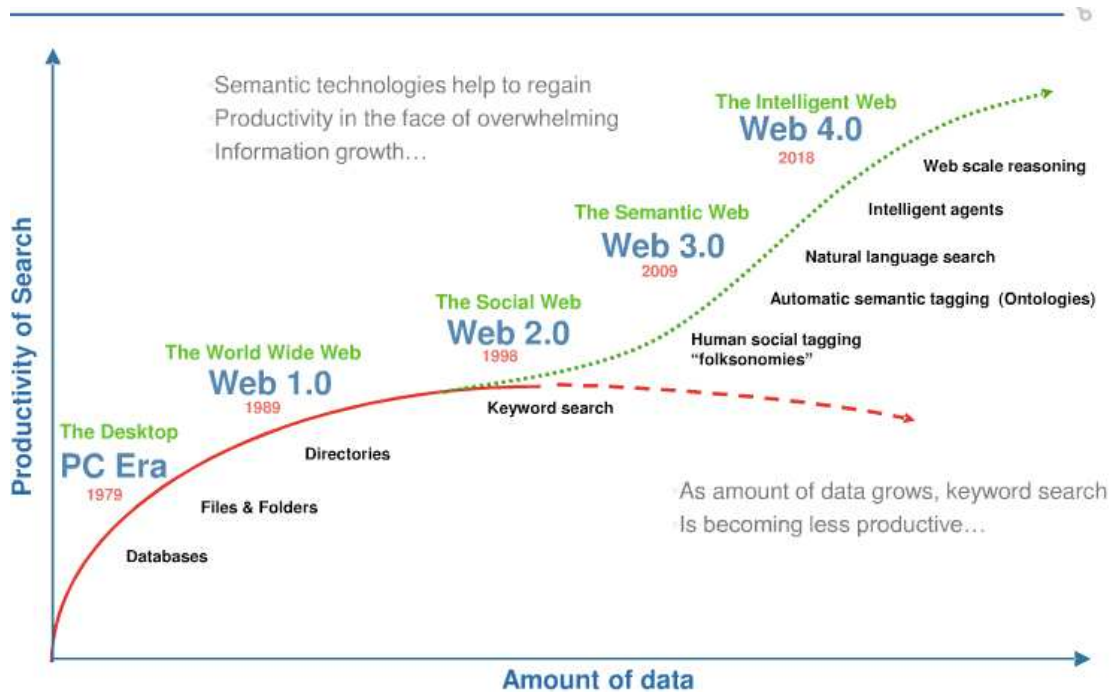 Semantic technologies help to regain
Productivity in the face of overwhelming
Information growth…
The Intelligent Web
Web 4.0
2018
Web scale reasoning
Intelligent agents
The Semantic Web
Web 3.0
2009
Natural language search
Automatic semantic tagging (Ontologies)
The Social Web
Web 2.0
1998
Human social tagging
“folksonomies”
The World Wide Web
Web 1.0
1989
Keyword search
The Desktop
PC Era
1979
Directories
Files & Folders
Databases
As amount of data grows, keyword search
Is becoming less productive…
Productivity of Search
Amount of data